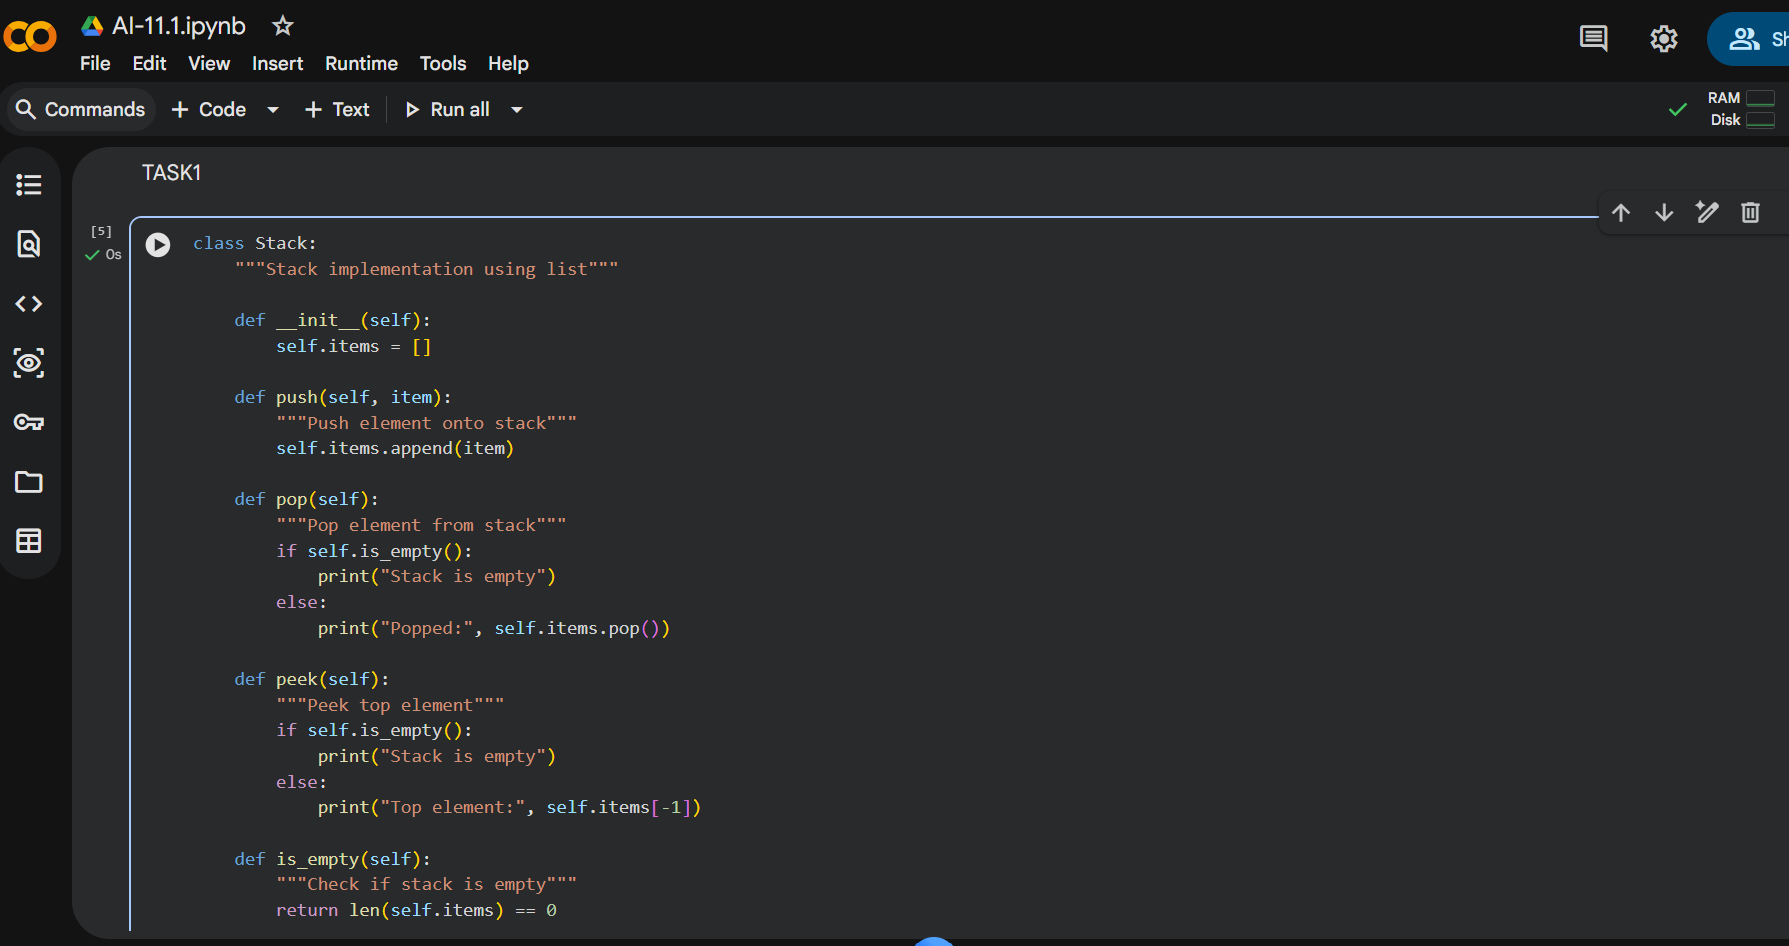 AI-11.1.ipynb
File Edit View Insert Runtime Tools Help
Commands + Code + Text Run all
RAM
Disk
TASK1
[5]
0s
class Stack:
    """Stack implementation using list"""
    def __init__(self):
        self.items = []
    def push(self, item):
        """Push element onto stack"""
        self.items.append(item)
    def pop(self):
        """Pop element from stack"""
        if self.is_empty():
            print("Stack is empty")
        else:
            print("Popped:", self.items.pop())
    def peek(self):
        """Peek top element"""
        if self.is_empty():
            print("Stack is empty")
        else:
            print("Top element:", self.items[-1])
    def is_empty(self):
        """Check if stack is empty"""
        return len(self.items) == 0